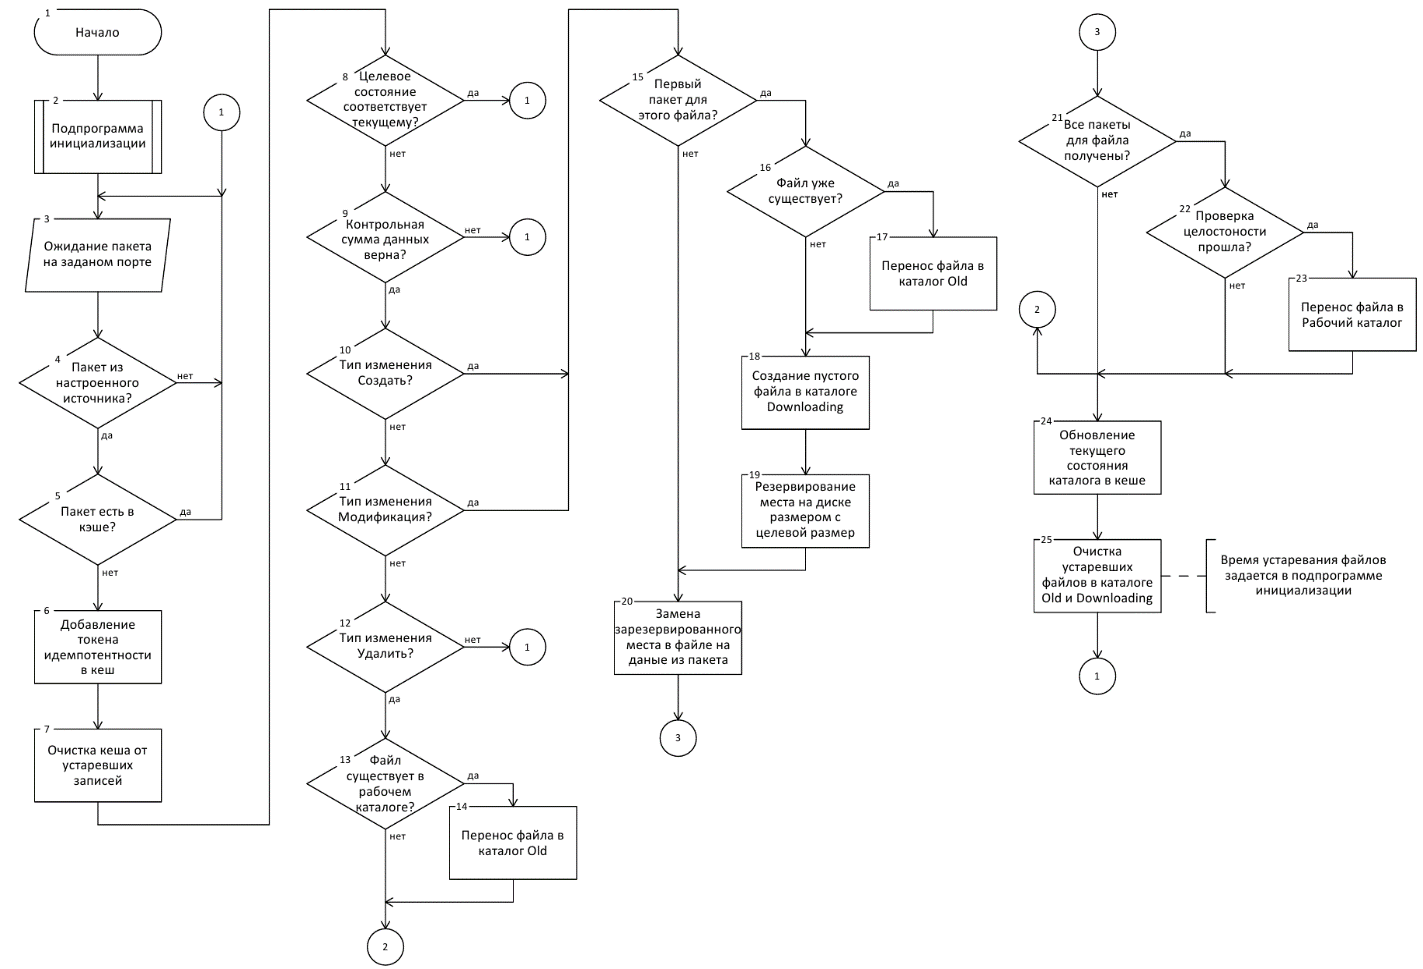 1
Начало
2
Подпрограмма
инициализации
1
3
Ожидание пакета
на заданом порте
4
Пакет из
настроенного
источника?
нет
да
5
Пакет есть в
кэше?
да
нет
6
Добавление
токена
идемпотентности
в кеш
7
Очистка кеша от
устаревших
записей
8
Целевое
состояние
соответствует
текущему?
да
1
нет
9
Контрольная
сумма данных
верна?
нет
1
да
10
Тип изменения
Создать?
да
нет
11
Тип изменения
Модификация?
да
нет
12
Тип изменения
Удалить?
нет
1
да
13
Файл
существует в
рабочем
каталоге?
да
нет
14
Перенос файла в
каталог Old
2
15
Первый
пакет для
этого файла?
да
нет
16
Файл уже
существует?
да
нет
17
Перенос файла в
каталог Old
18
Создание пустого
файла в каталоге
Downloading
19
Резервирование
места на диске
размером с
целевой размер
20
Замена
зарезервированного
места в файле на
даные из пакета
3
3
21
Все пакеты
для файла
получены?
да
нет
22
Проверка
целостоности
прошла?
да
нет
23
Перенос файла в
Рабочий каталог
2
24
Обновление
текущего
состояния
каталога в кеше
25
Очистка
устаревших
файлов в каталоге
Old и Downloading
Время устаревания файлов
задается в подпрограмме
инициализации
1